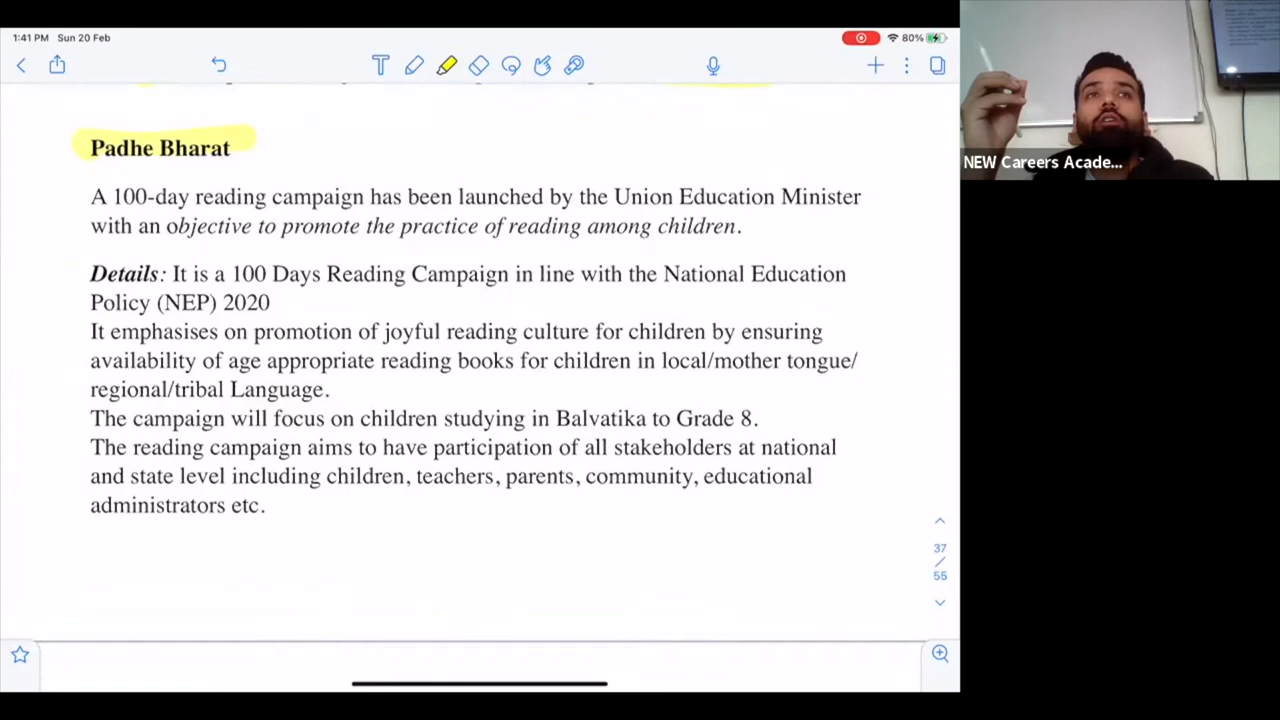 1:41 PM Sun 20 Feb
80%
NEW Careers Acade...
Padhe Bharat
A 100-day reading campaign has been launched by the Union Education Minister
with an objective to promote the practice of reading among children.
Details: It is a 100 Days Reading Campaign in line with the National Education
Policy (NEP) 2020
It emphasises on promotion of joyful reading culture for children by ensuring
availability of age appropriate reading books for children in local/mother tongue/
regional/tribal Language.
The campaign will focus on children studying in Balvatika to Grade 8.
The reading campaign aims to have participation of all stakeholders at national
and state level including children, teachers, parents, community, educational
administrators etc.
37
/
55